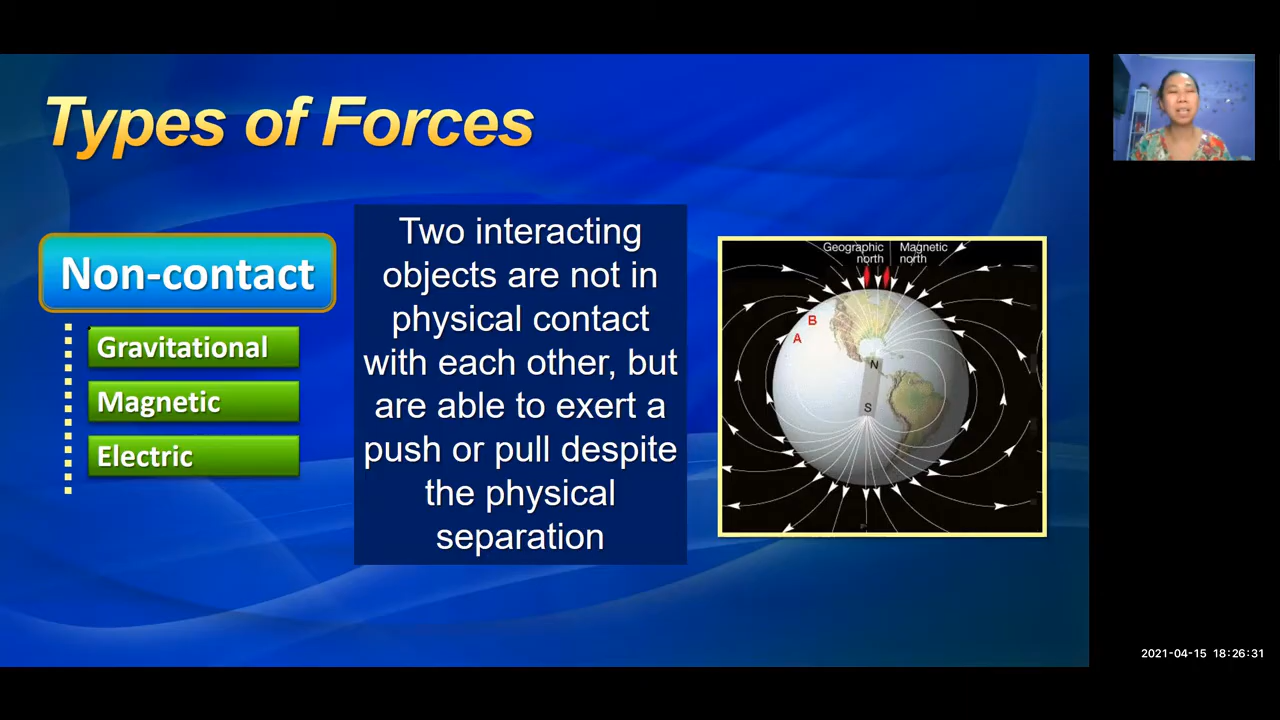 Types of Forces
Non-contact
Gravitational
Magnetic
Electric
Two interacting
objects are not in
physical contact
with each other, but
are able to exert a
push or pull despite
the physical
separation
Geographic
north
Magnetic
north
B
A
N
S
2021-04-15 18:26:31